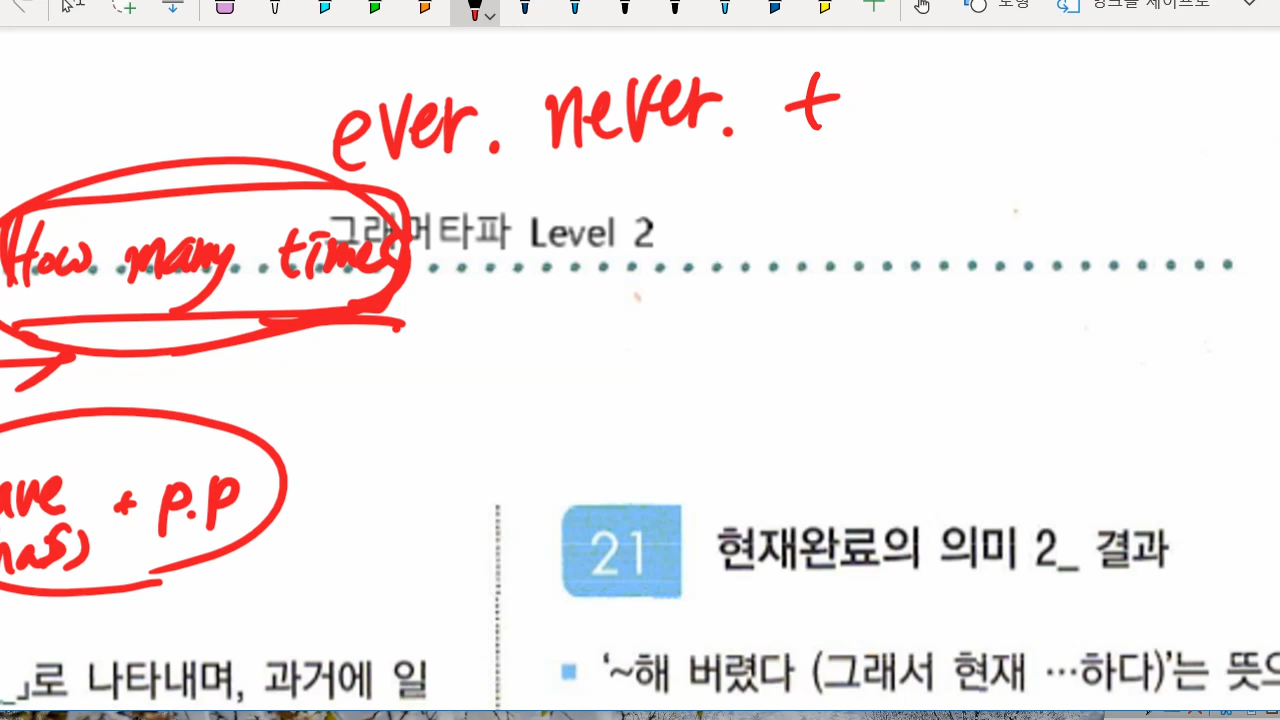 ever. never. t
How many times
그래머타파 Level 2
+ p.p
has)
21 현재완료의 의미 2_ 결과
_」로 나타내며, 과거에 일
▪ ‘~해 버렸다 (그래서 현재 …하다)’는 뜻으